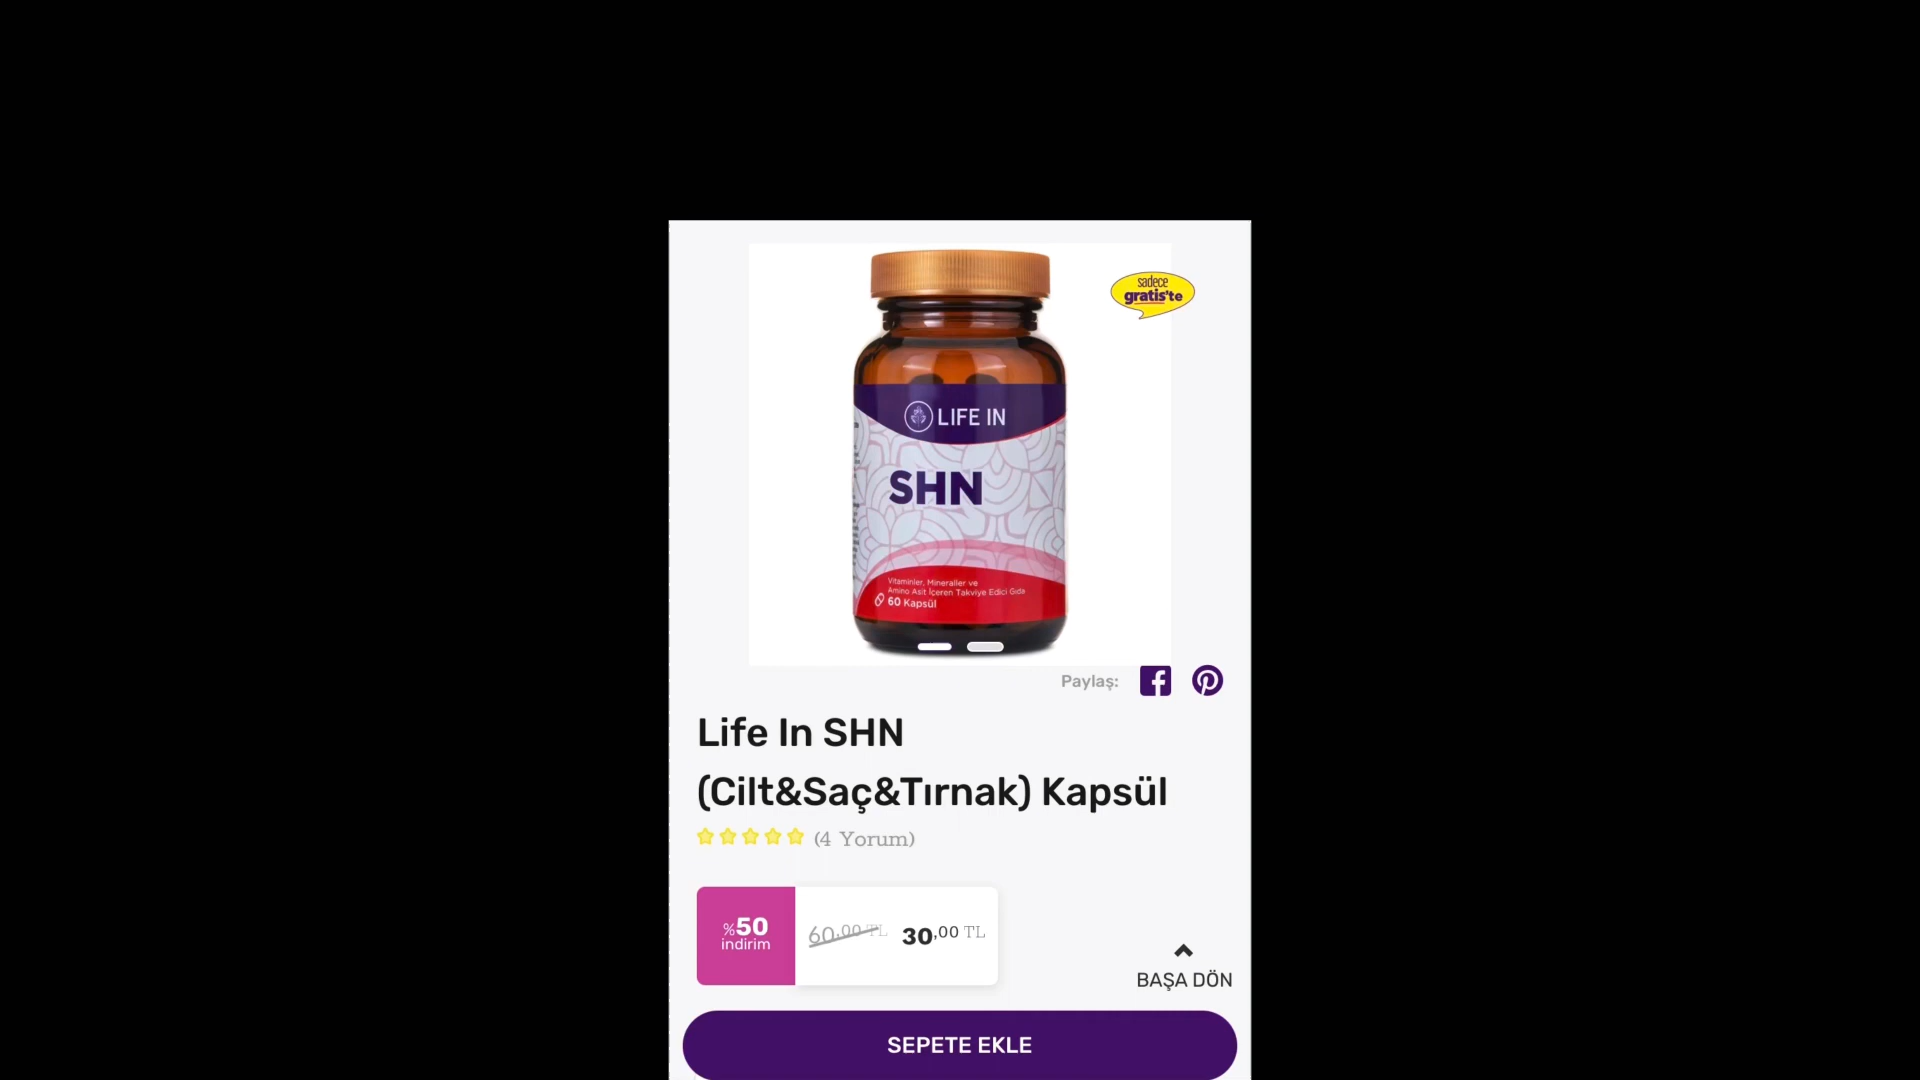 sadece
gratis'te
LIFE IN
SHN
Vitaminler, Mineraller ve
Amino Asit İçeren Takviye Edici Gıda
60 Kapsül
Paylaş:
Life In SHN
(Cilt&Saç&Tırnak) Kapsül
(4 Yorum)
%50
indirim
60,00 TL 30,00 TL
BAŞA DÖN
SEPETE EKLE